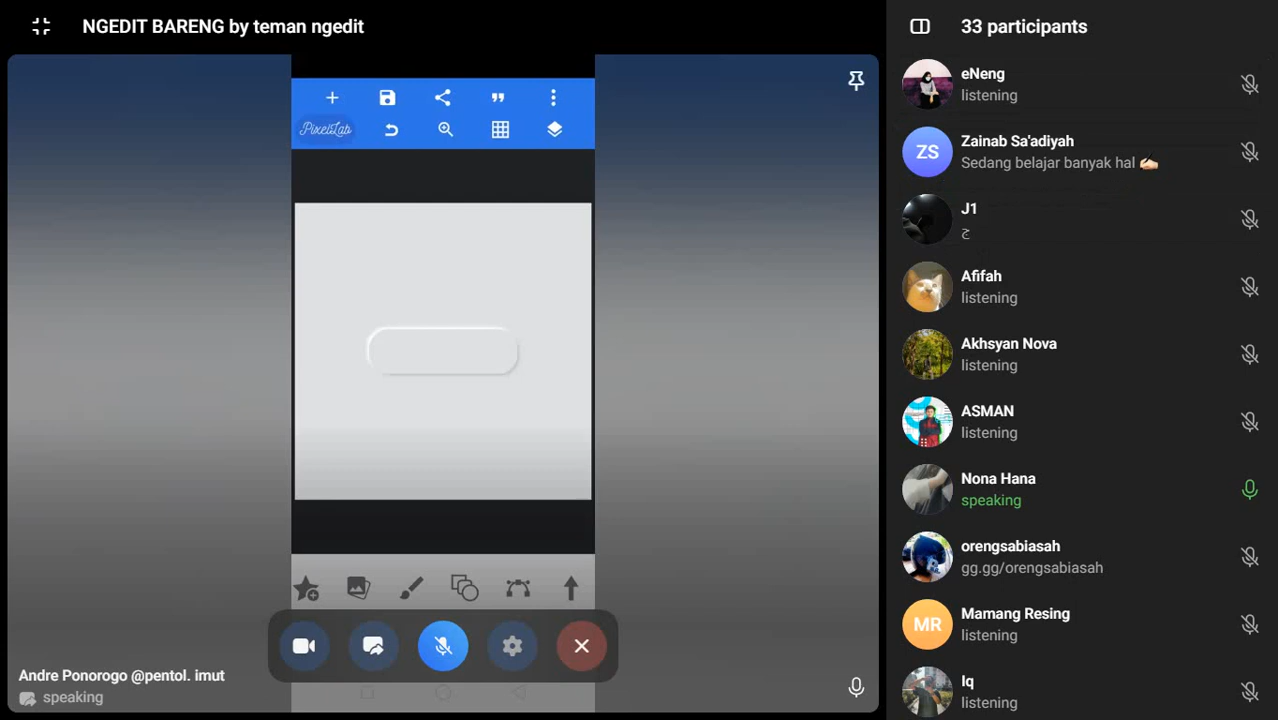 NGEDIT BARENG by teman ngedit
PixelLab
Andre Ponorogo @pentol. imut
speaking
33 participants
eNeng
listening
ZS
Zainab Sa'adiyah
Sedang belajar banyak hal ✍🏻
J1
ح
Afifah
listening
Akhsyan Nova
listening
ASMAN
listening
Nona Hana
speaking
orengsabiasah
gg.gg/orengsabiasah
MR
Mamang Resing
listening
Iq
listening